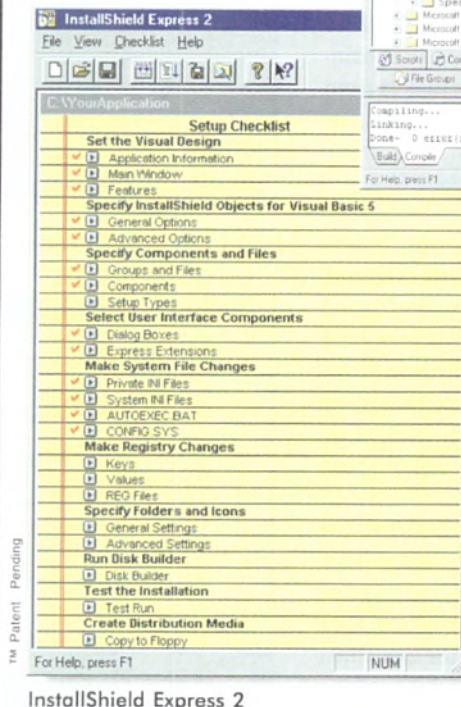 InstallShield Express 2
File View Checklist Help
C:\YourApplication
Setup Checklist
Set the Visual Design
Application Information
Main Window
Features
Specify InstallShield Objects for Visual Basic 5
General Options
Advanced Options
Specify Components and Files
Groups and Files
Components
Setup Types
Select User Interface Components
Dialog Boxes
Express Extensions
Make System File Changes
Private INI Files
System INI Files
AUTOEXEC.BAT
CONFIG.SYS
Make Registry Changes
Keys
Values
REG Files
Specify Folders and Icons
General Settings
Advanced Settings
Run Disk Builder
Disk Builder
Test the Installation
Test Run
Create Distribution Media
Copy to Floppy
For Help, press F1
NUM
Microsoft
Microsoft
Microsoft
Scripts
File Groups
Compiling...
Linking...
Done- 0 error(
Build Compile
For Help, press F1
TM Patent Pending
InstallShield Express 2